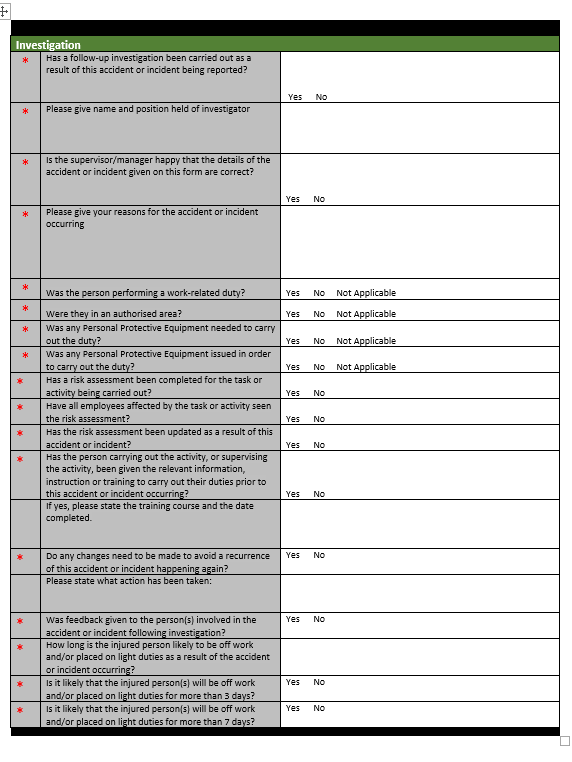 Investigation
* Has a follow-up investigation been carried out as a
result of this accident or incident being reported?
Yes No
* Please give name and position held of investigator
* Is the supervisor/manager happy that the details of the
accident or incident given on this form are correct?
Yes No
* Please give your reasons for the accident or incident
occurring
* Was the person performing a work-related duty? Yes No Not Applicable
* Were they in an authorised area? Yes No Not Applicable
* Was any Personal Protective Equipment needed to carry
out the duty? Yes No Not Applicable
* Was any Personal Protective Equipment issued in order
to carry out the duty? Yes No Not Applicable
* Has a risk assessment been completed for the task or
activity being carried out? Yes No
* Have all employees affected by the task or activity seen
the risk assessment? Yes No
* Has the risk assessment been updated as a result of this
accident or incident? Yes No
* Has the person carrying out the activity, or supervising
the activity, been given the relevant information,
instruction or training to carry out their duties prior to
this accident or incident occurring? Yes No
If yes, please state the training course and the date
completed.
* Do any changes need to be made to avoid a recurrence Yes No
of this accident or incident happening again?
Please state what action has been taken:
* Was feedback given to the person(s) involved in the Yes No
accident or incident following investigation?
* How long is the injured person likely to be off work
and/or placed on light duties as a result of the accident
or incident occurring?
* Is it likely that the injured person(s) will be off work Yes No
and/or placed on light duties for more than 3 days?
* Is it likely that the injured person(s) will be off work Yes No
and/or placed on light duties for more than 7 days?